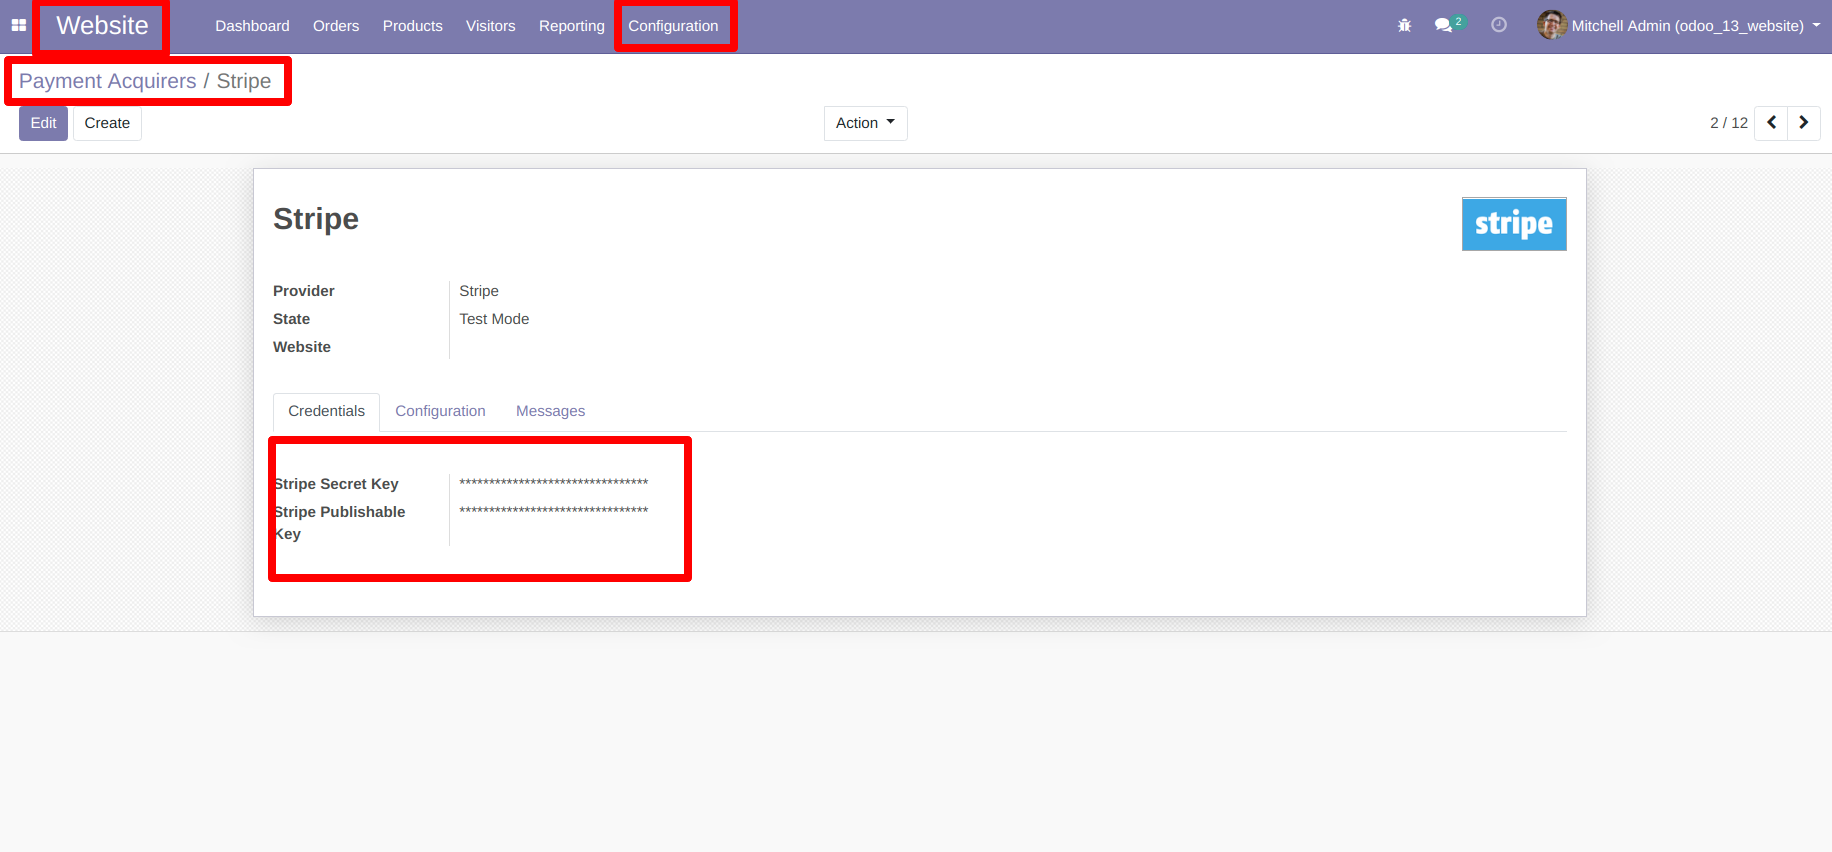 Website Dashboard Orders Products Visitors Reporting Configuration 2 Mitchell Admin (odoo_13_website)
Payment Acquirers / Stripe
Edit Create Action 2 / 12
Stripe
stripe
Provider Stripe
State Test Mode
Website
Credentials Configuration Messages
Stripe Secret Key ********************************
Stripe Publishable ********************************
Key